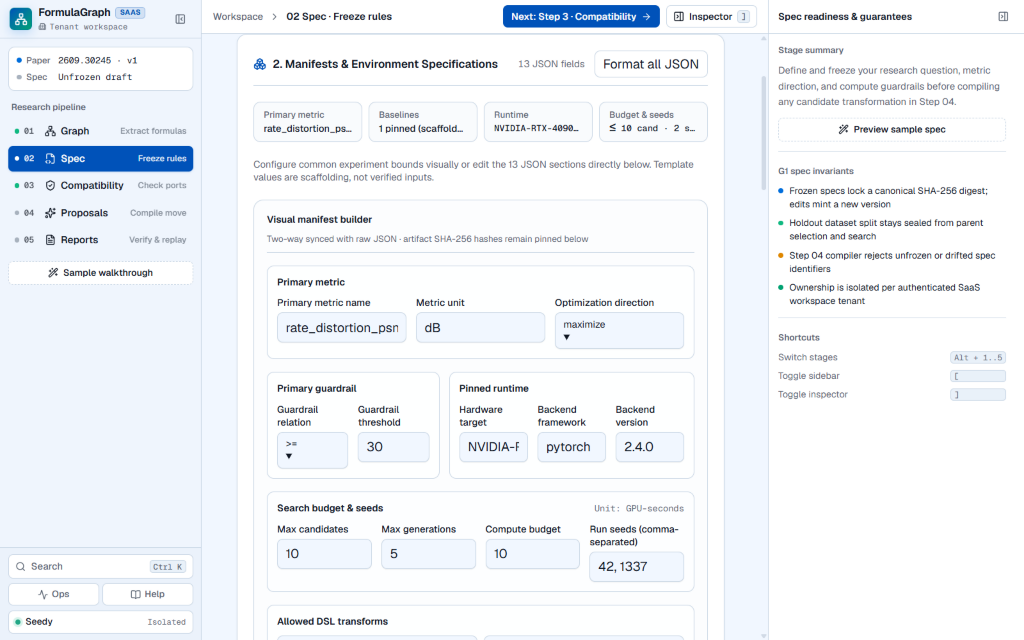 FormulaGraph SAAS
Tenant workspace
Paper 2609.30245 · v1
Spec Unfrozen draft
Research pipeline
01 Graph Extract formulas
02 Spec Freeze rules
03 Compatibility Check ports
04 Proposals Compile move
05 Reports Verify & replay
Sample walkthrough
Search Ctrl K
Ops Help
Seedy Isolated
Workspace > 02 Spec · Freeze rules
Next: Step 3 · Compatibility →
Inspector ]
2. Manifests & Environment Specifications 13 JSON fields Format all JSON
Primary metric
rate_distortion_ps…
Baselines
1 pinned (scaffold…
Runtime
NVIDIA-RTX-4090…
Budget & seeds
≤ 10 cand · 2 s…
Configure common experiment bounds visually or edit the 13 JSON sections directly below. Template
values are scaffolding, not verified inputs.
Visual manifest builder
Two-way synced with raw JSON · artifact SHA-256 hashes remain pinned below
Primary metric
Primary metric name Metric unit Optimization direction
rate_distortion_psn dB maximize
Primary guardrail
Guardrail
relation
Guardrail
threshold
>= 30
Pinned runtime
Hardware
target
Backend
framework
Backend
version
NVIDIA-F pytorch 2.4.0
Search budget & seeds Unit: GPU-seconds
Max candidates Max generations Compute budget Run seeds (comma-
separated)
10 5 10 42, 1337
Allowed DSL transforms
Spec readiness & guarantees
Stage summary
Define and freeze your research question, metric
direction, and compute guardrails before compiling
any candidate transformation in Step 04.
Preview sample spec
G1 spec invariants
Frozen specs lock a canonical SHA-256 digest;
edits mint a new version
Holdout dataset split stays sealed from parent
selection and search
Step 04 compiler rejects unfrozen or drifted spec
identifiers
Ownership is isolated per authenticated SaaS
workspace tenant
Shortcuts
Switch stages Alt + 1..5
Toggle sidebar [
Toggle inspector ]